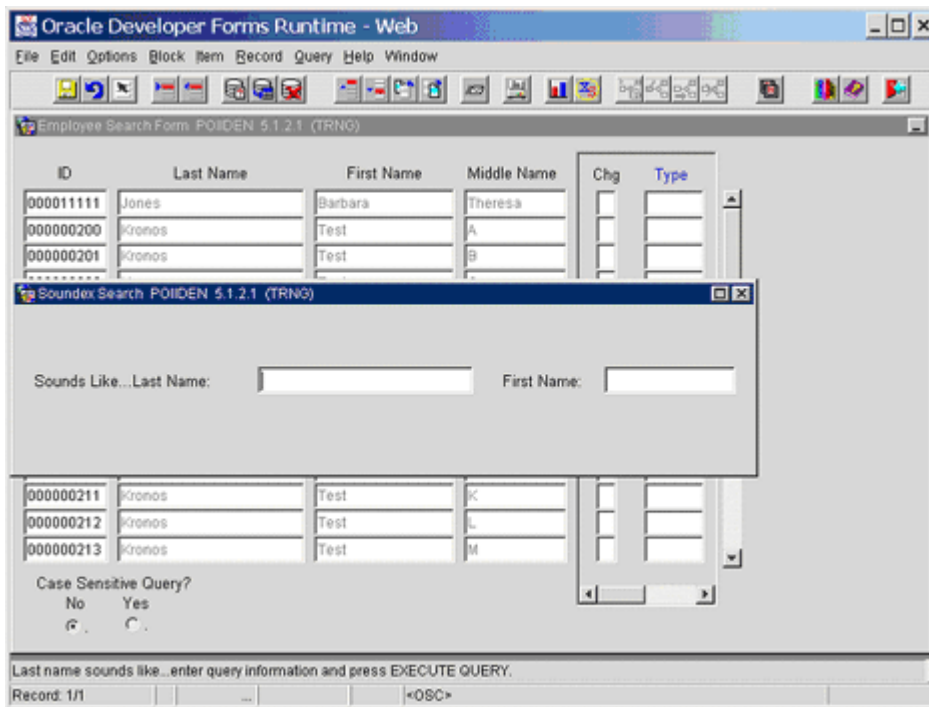 Oracle Developer Forms Runtime - Web
File Edit Options Block Item Record Query Help Window
Employee Search Form POIIDEN 5.1.2.1 (TRNG)
ID Last Name First Name Middle Name Chg Type
000011111 Jones Barbara Theresa
000000200 Kronos Test A
000000201 Kronos Test B
Soundex Search POIIDEN 5.1.2.1 (TRNG)
Sounds Like...Last Name: First Name:
000000211 Kronos Test K
000000212 Kronos Test L
000000213 Kronos Test M
Case Sensitive Query?
No Yes
Last name sounds like...enter query information and press EXECUTE QUERY.
Record: 1/1 ... <OSC>